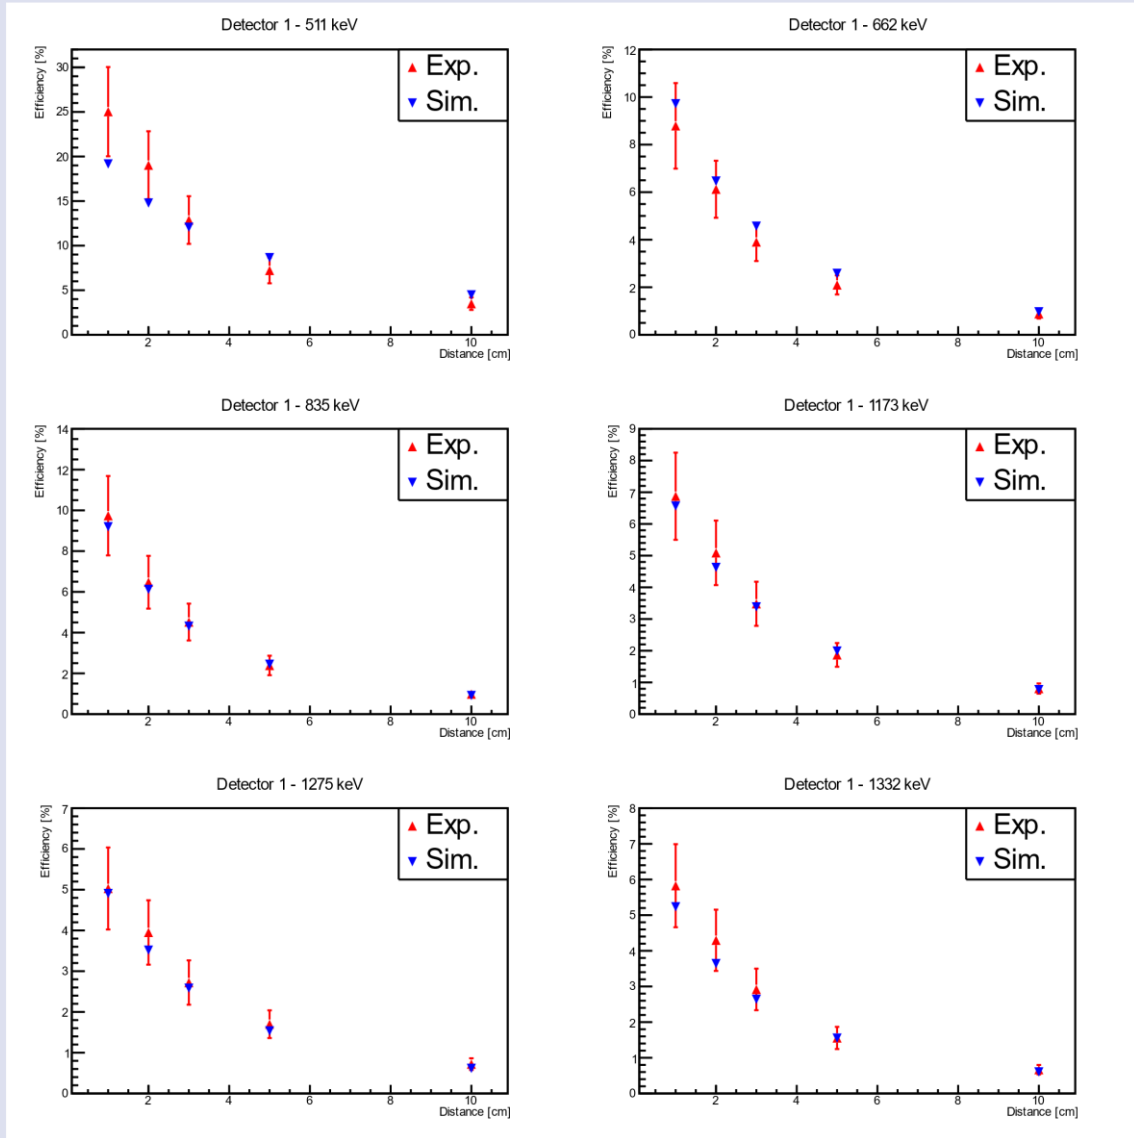 Detector 1 - 511 keV
Efficiency [%]
30
25
20
15
10
5
0
2 4 6 8 10
Distance [cm]
Exp.
Sim.
Detector 1 - 662 keV
Efficiency [%]
12
10
8
6
4
2
0
2 4 6 8 10
Distance [cm]
Exp.
Sim.
Detector 1 - 835 keV
Efficiency [%]
14
12
10
8
6
4
2
0
2 4 6 8 10
Distance [cm]
Exp.
Sim.
Detector 1 - 1173 keV
Efficiency [%]
9
8
7
6
5
4
3
2
1
0
2 4 6 8 10
Distance [cm]
Exp.
Sim.
Detector 1 - 1275 keV
Efficiency [%]
7
6
5
4
3
2
1
0
2 4 6 8 10
Distance [cm]
Exp.
Sim.
Detector 1 - 1332 keV
Efficiency [%]
8
7
6
5
4
3
2
1
0
2 4 6 8 10
Distance [cm]
Exp.
Sim.